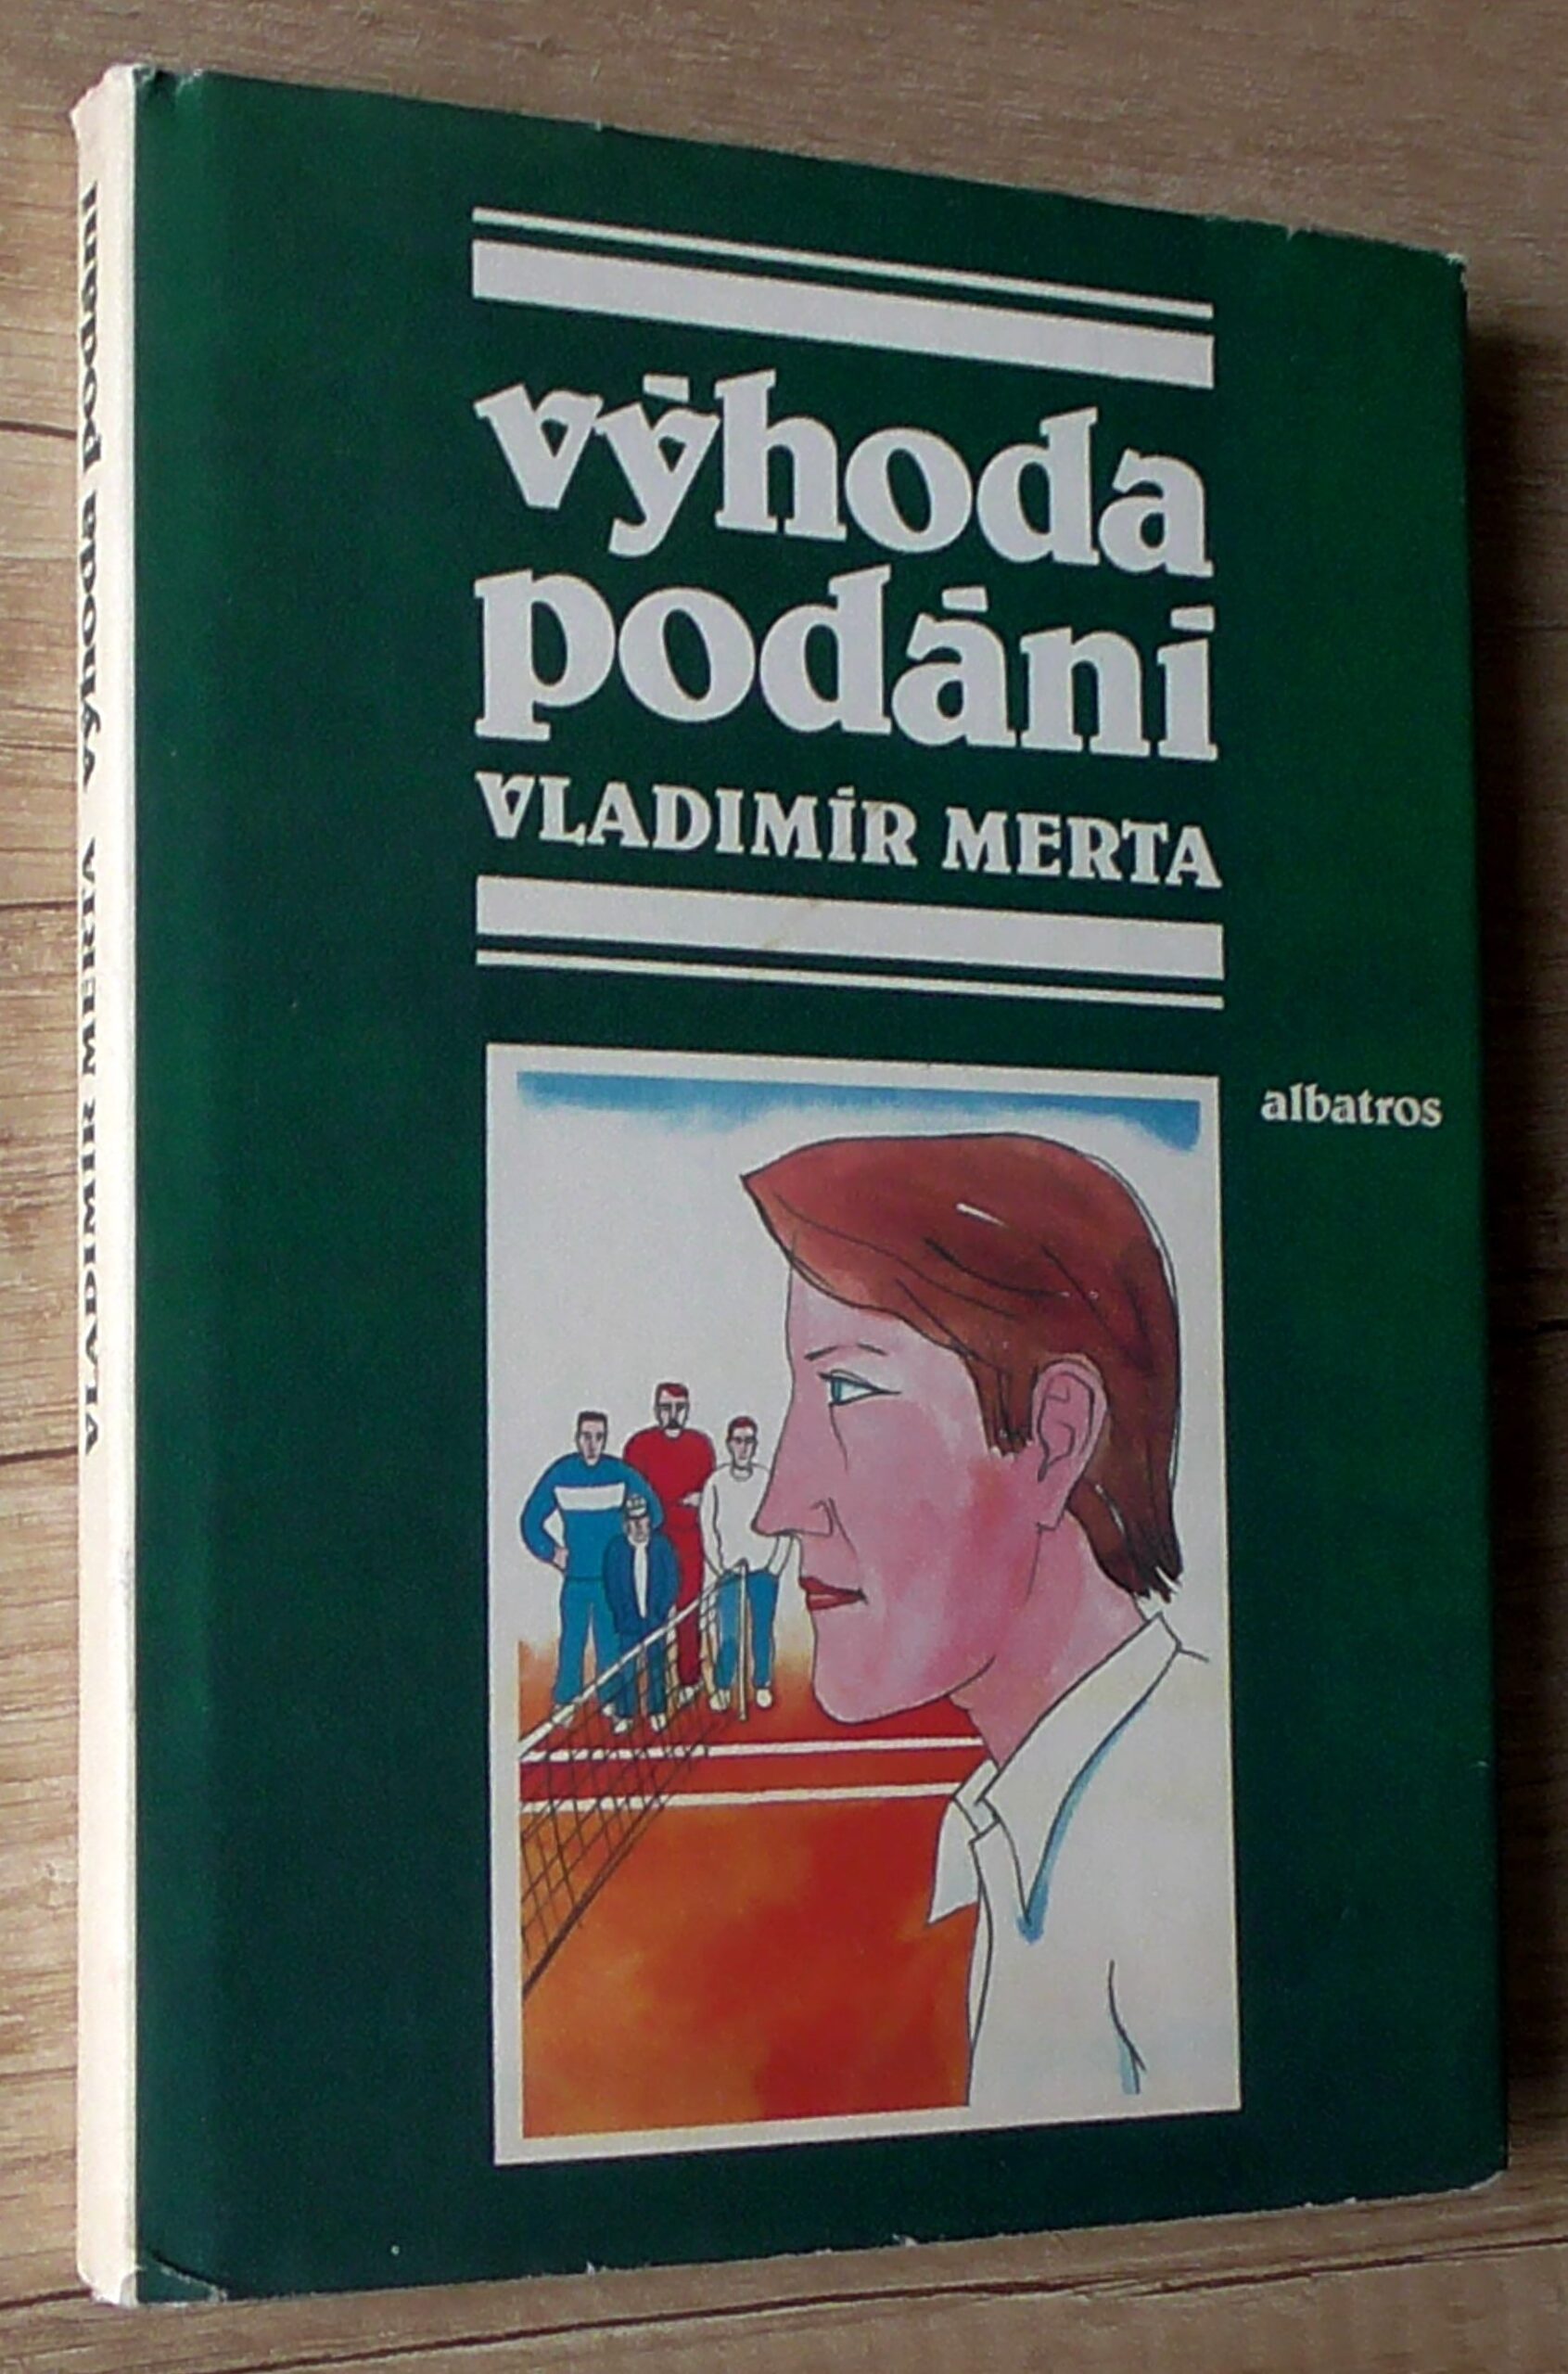 výhoda
podání
VLADIMÍR MERTA
albatros
VLADIMÍR MERTA výhoda podání